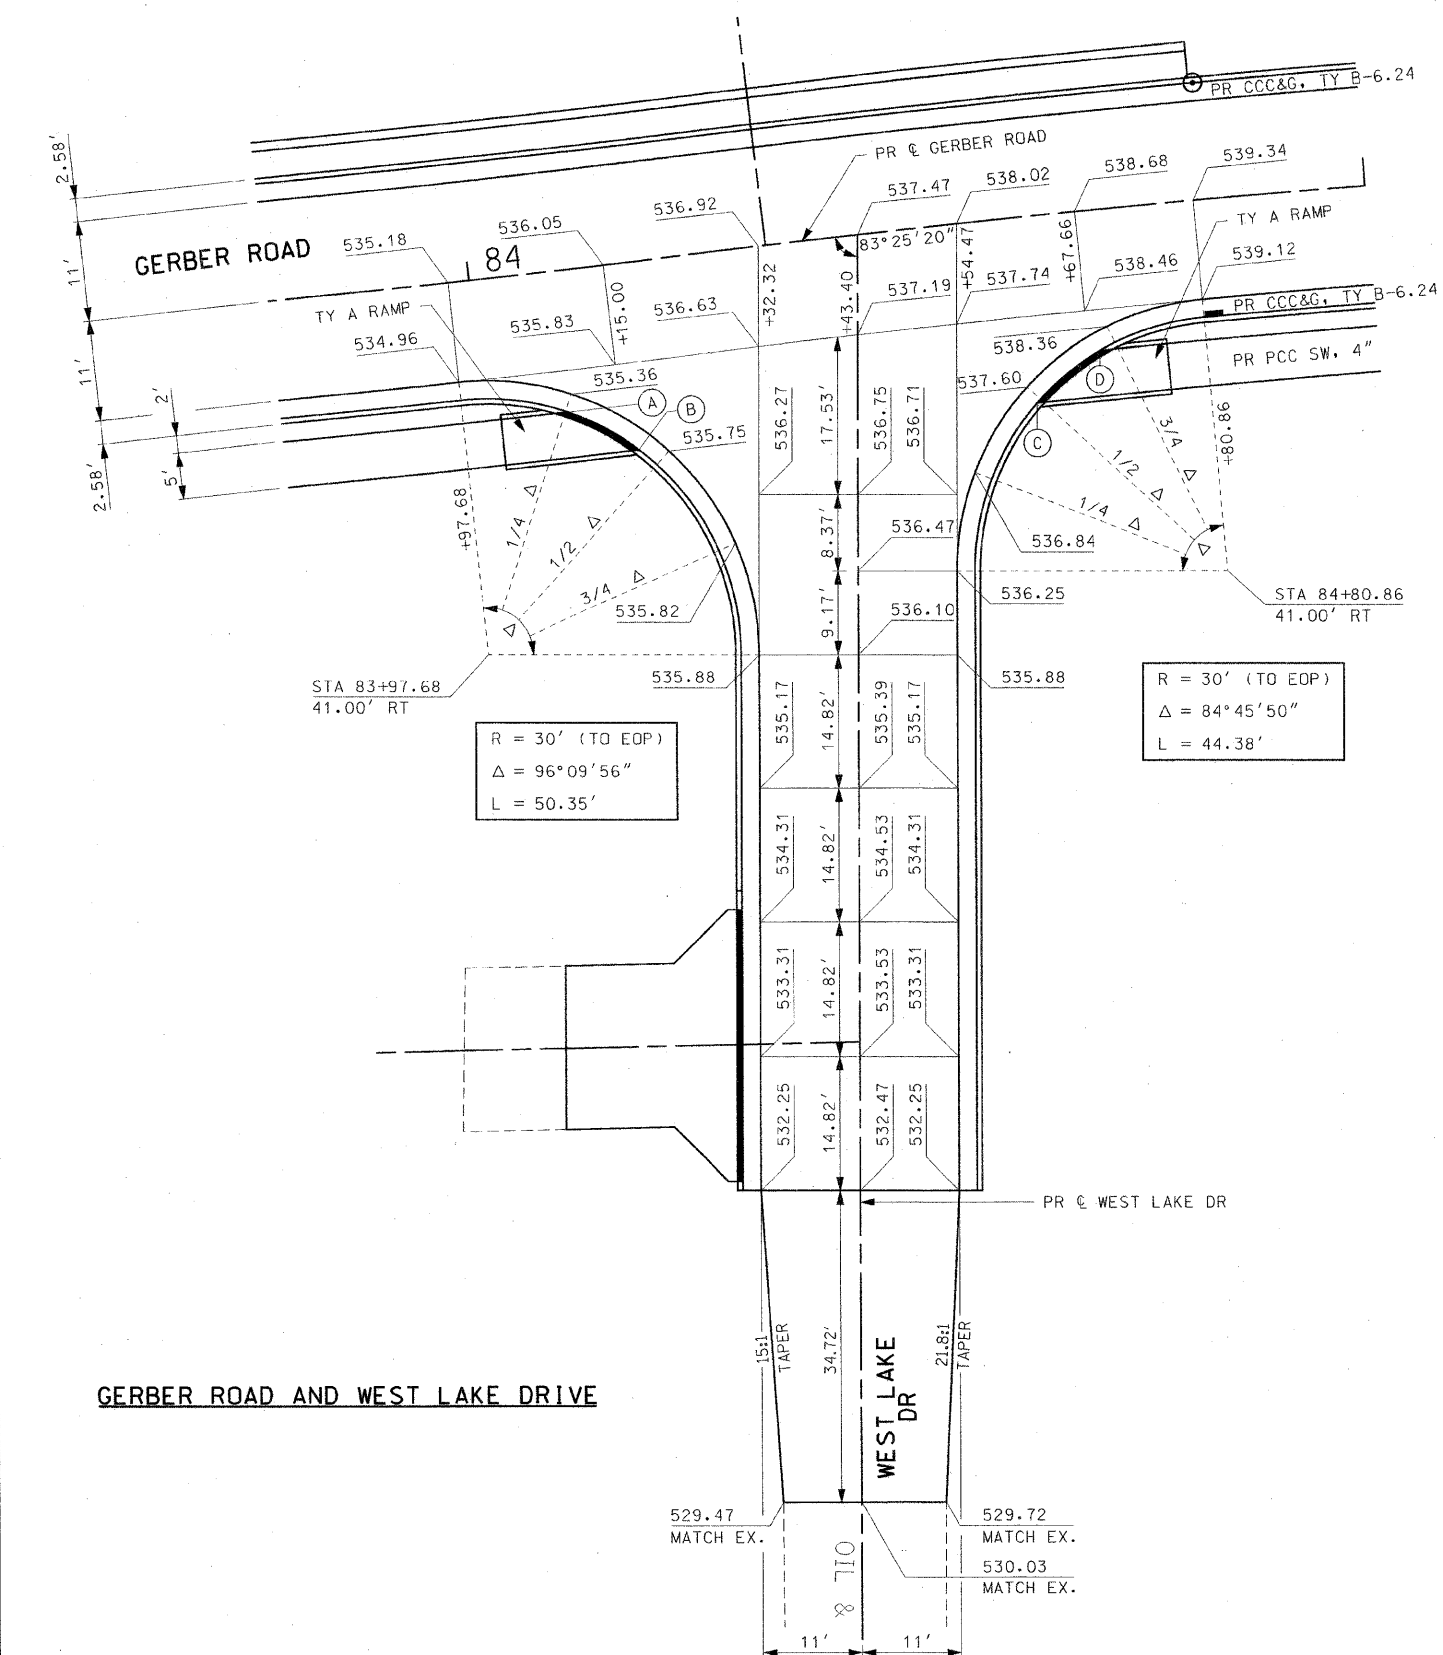 PR CCC&G, TY B-6.24
PR ℄ GERBER ROAD
2.58'
11'
11'
2'
2.58'
5'
GERBER ROAD
84
535.18
536.05
536.92
537.47
538.02
538.68
539.34
TY A RAMP
83°25'20"
TY A RAMP
534.96
535.83
536.63
537.19
537.74
538.46
539.12
+97.68
+15.00
+32.32
+43.40
+54.47
+67.66
+80.86
PR CCC&G, TY B-6.24
PR PCC SW, 4"
535.36
A
B
535.75
538.36
537.60
D
C
536.27
17.53'
536.75
536.71
1/4 Δ
1/2 Δ
3/4 Δ
Δ
3/4 Δ
1/2 Δ
1/4 Δ
Δ
8.37'
536.47
536.84
535.82
9.17'
536.10
536.25
STA 84+80.86
41.00' RT
STA 83+97.68
41.00' RT
535.88
535.88
R = 30' (TO EOP)
Δ = 84°45'50"
L = 44.38'
R = 30' (TO EOP)
Δ = 96°09'56"
L = 50.35'
535.17
14.82'
535.39
535.17
534.31
14.82'
534.53
534.31
533.31
14.82'
533.53
533.31
532.25
14.82'
532.47
532.25
PR ℄ WEST LAKE DR
15:1
TAPER
34.72'
WEST LAKE
DR
21.8:1
TAPER
GERBER ROAD AND WEST LAKE DRIVE
529.47
MATCH EX.
529.72
MATCH EX.
530.03
MATCH EX.
OIL &
11'
11'